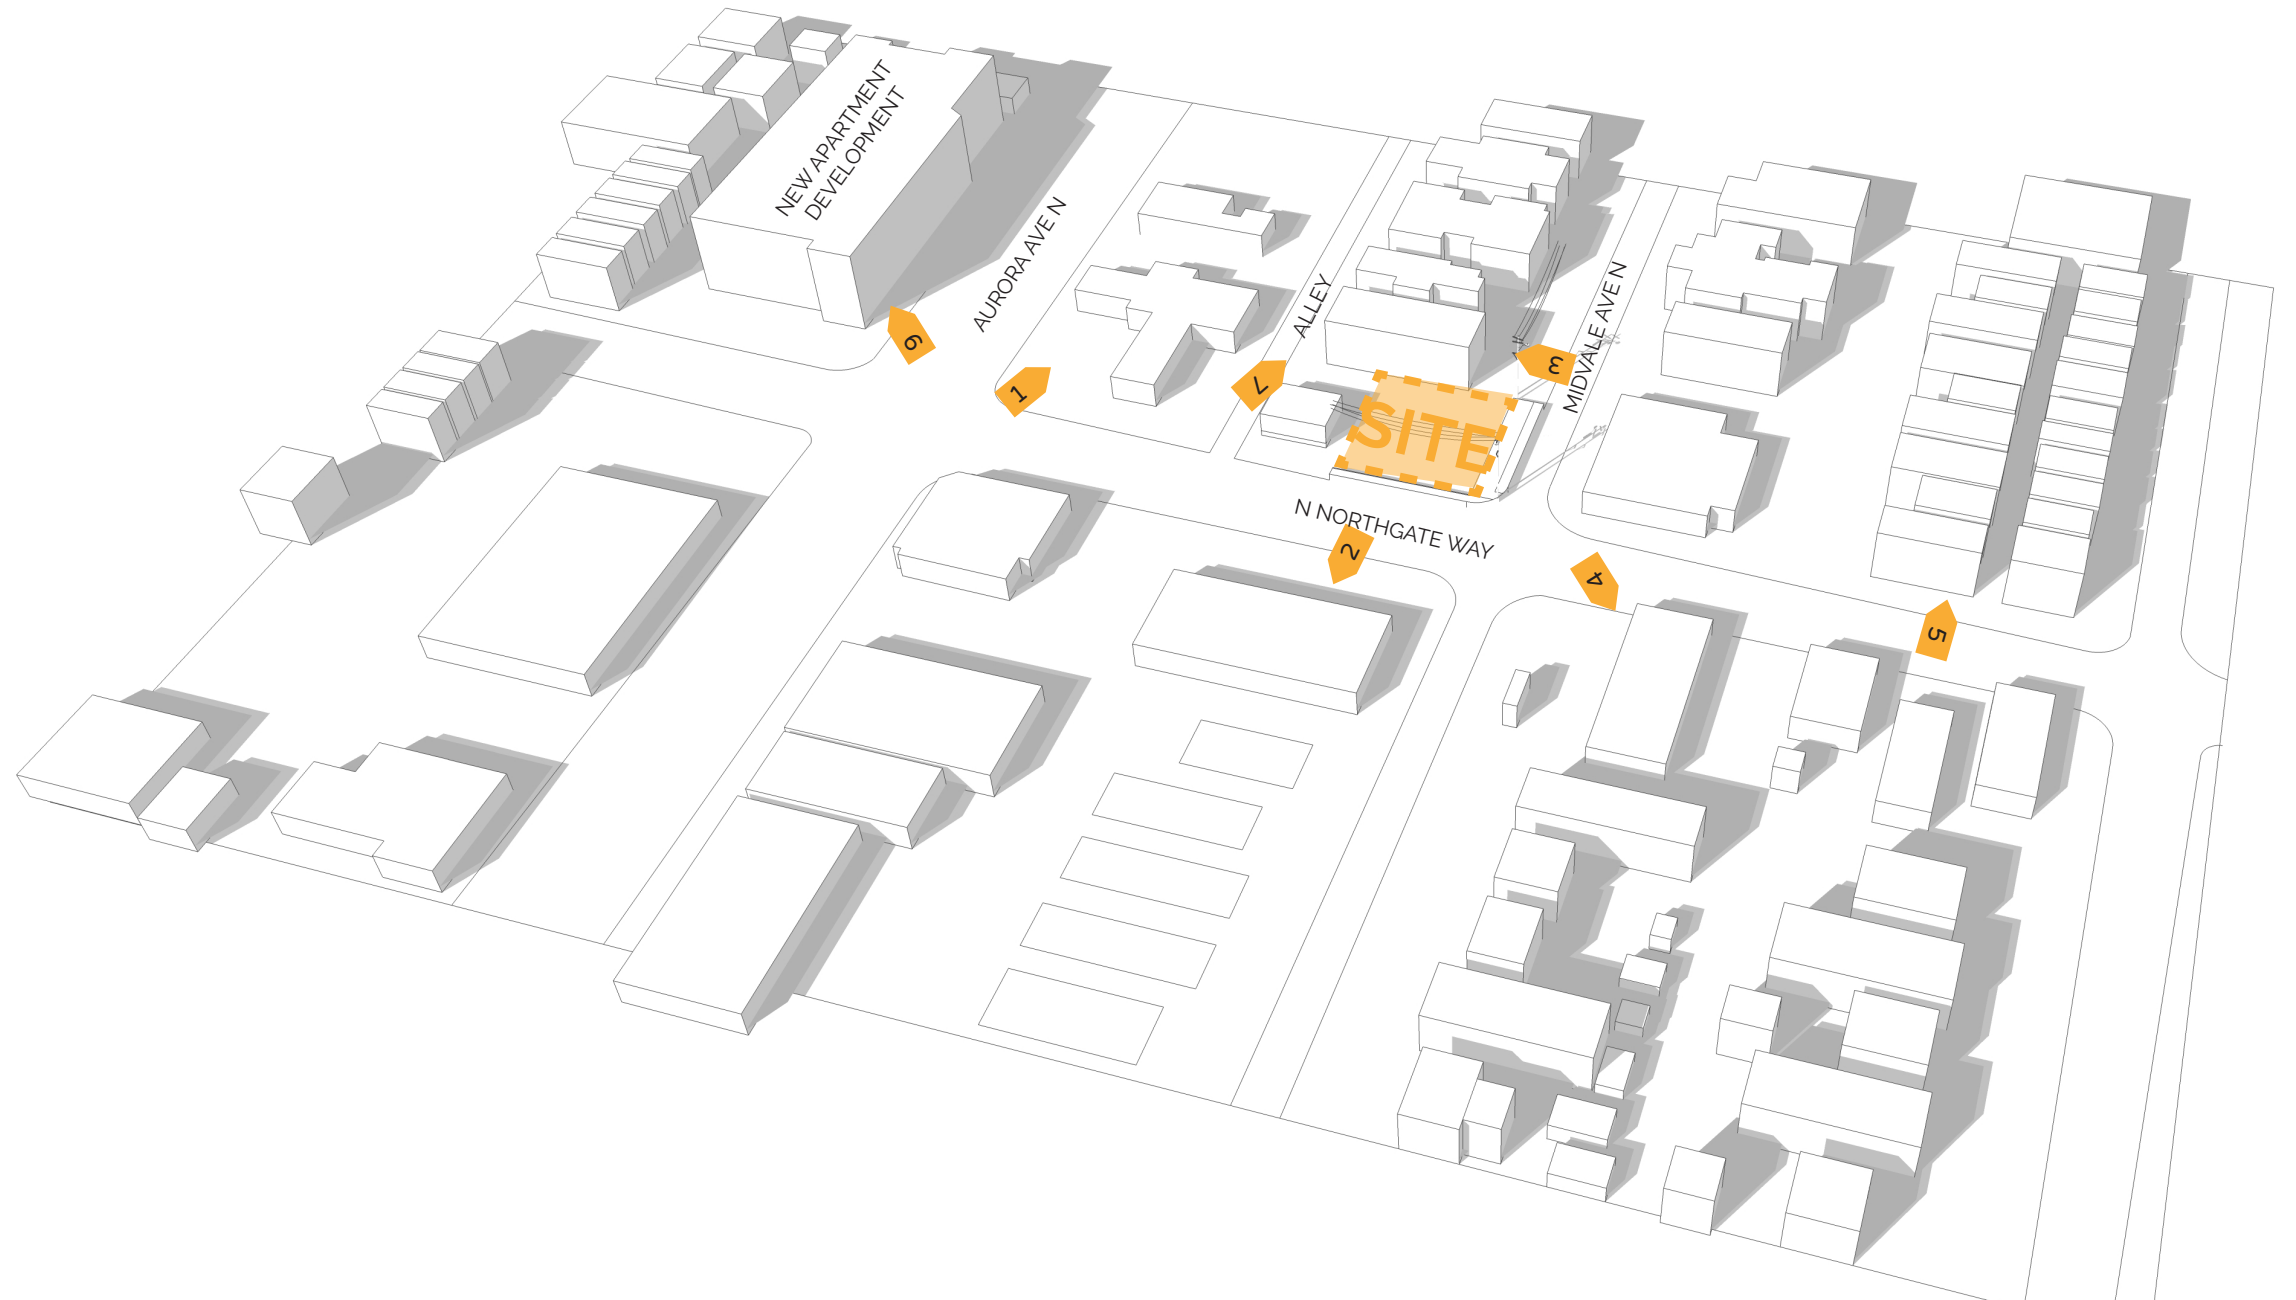 NEW APARTMENT
DEVELOPMENT
AURORA AVE N
ALLEY
MIDVALE AVE N
6
1
7
3
SITE
N NORTHGATE WAY
2
4
5